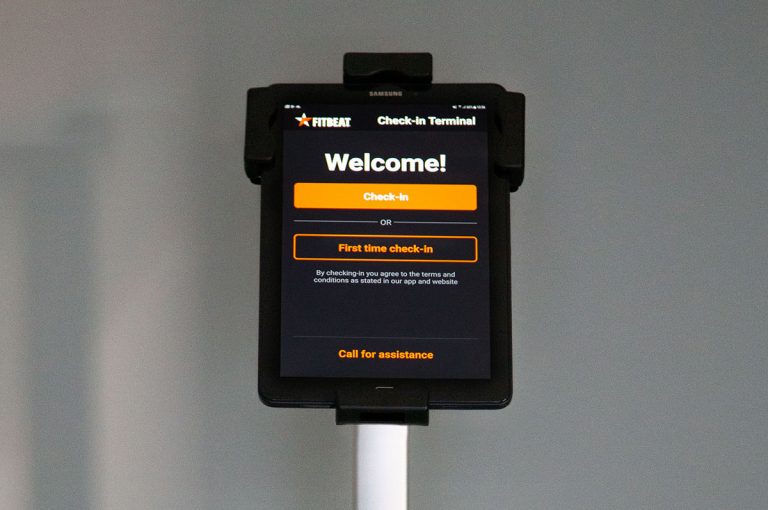 SAMSUNG
FITBEAT
Check-in Terminal
Welcome!
Check-in
OR
First time check-in
By checking-in you agree to the terms and
conditions as stated in our app and website
Call for assistance